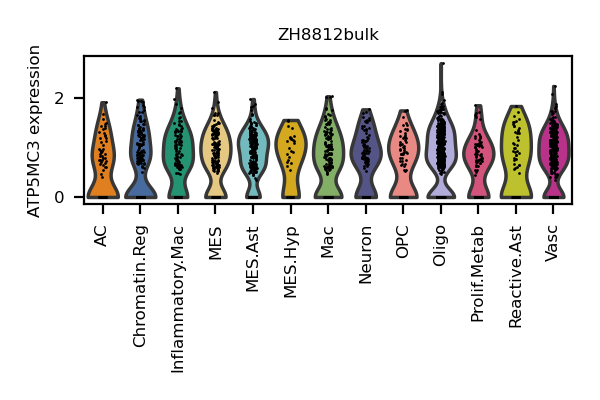 ZH8812bulk
ATP5MC3 expression
2
0
AC
Chromatin.Reg
Inflammatory.Mac
MES
MES.Ast
MES.Hyp
Mac
Neuron
OPC
Oligo
Prolif.Metab
Reactive.Ast
Vasc